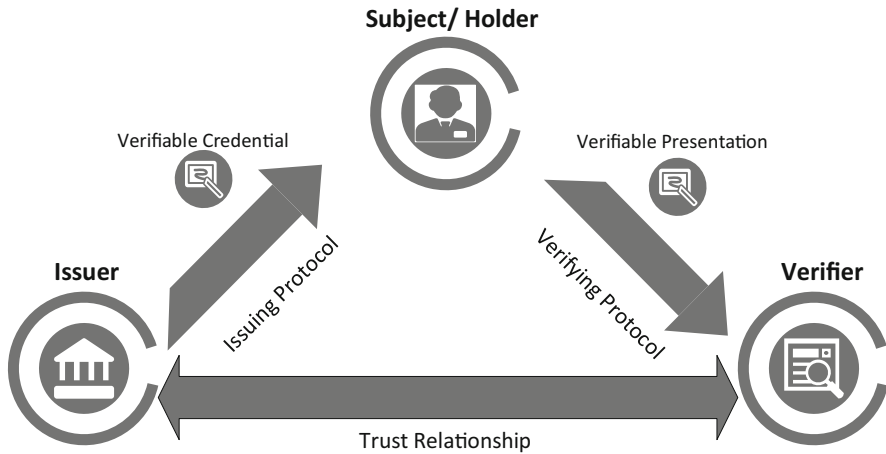 Subject/ Holder
Verifiable Credential
Verifiable Presentation
Issuing Protocol
Verifying Protocol
Issuer
Verifier
Trust Relationship